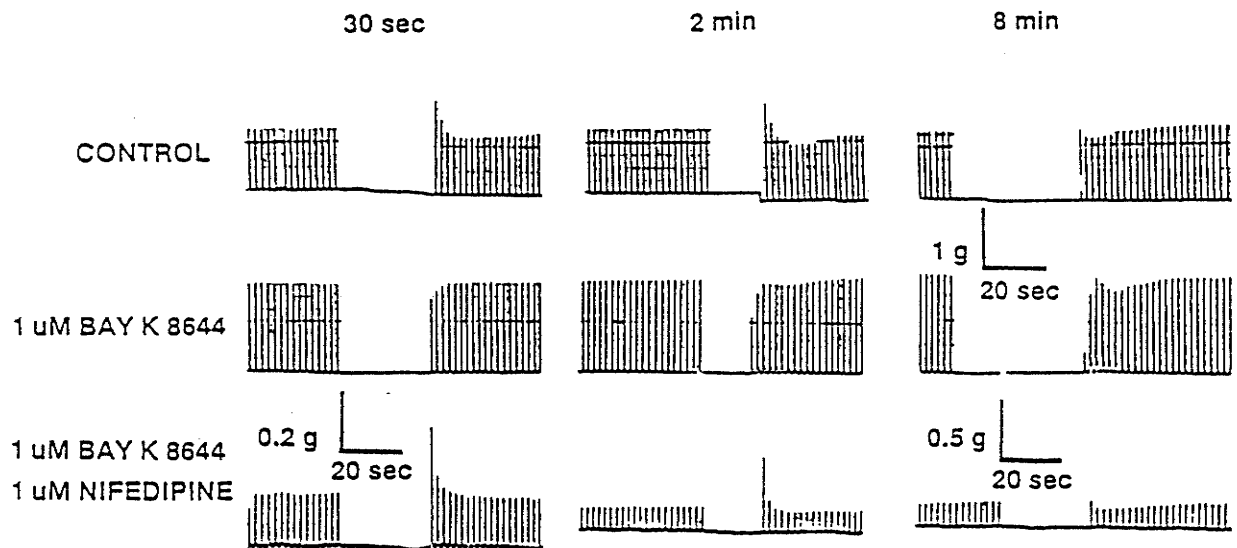 30 sec 2 min 8 min
CONTROL
1 g
20 sec
1 uM BAY K 8644
0.2 g
20 sec
0.5 g
20 sec
1 uM BAY K 8644
1 uM NIFEDIPINE